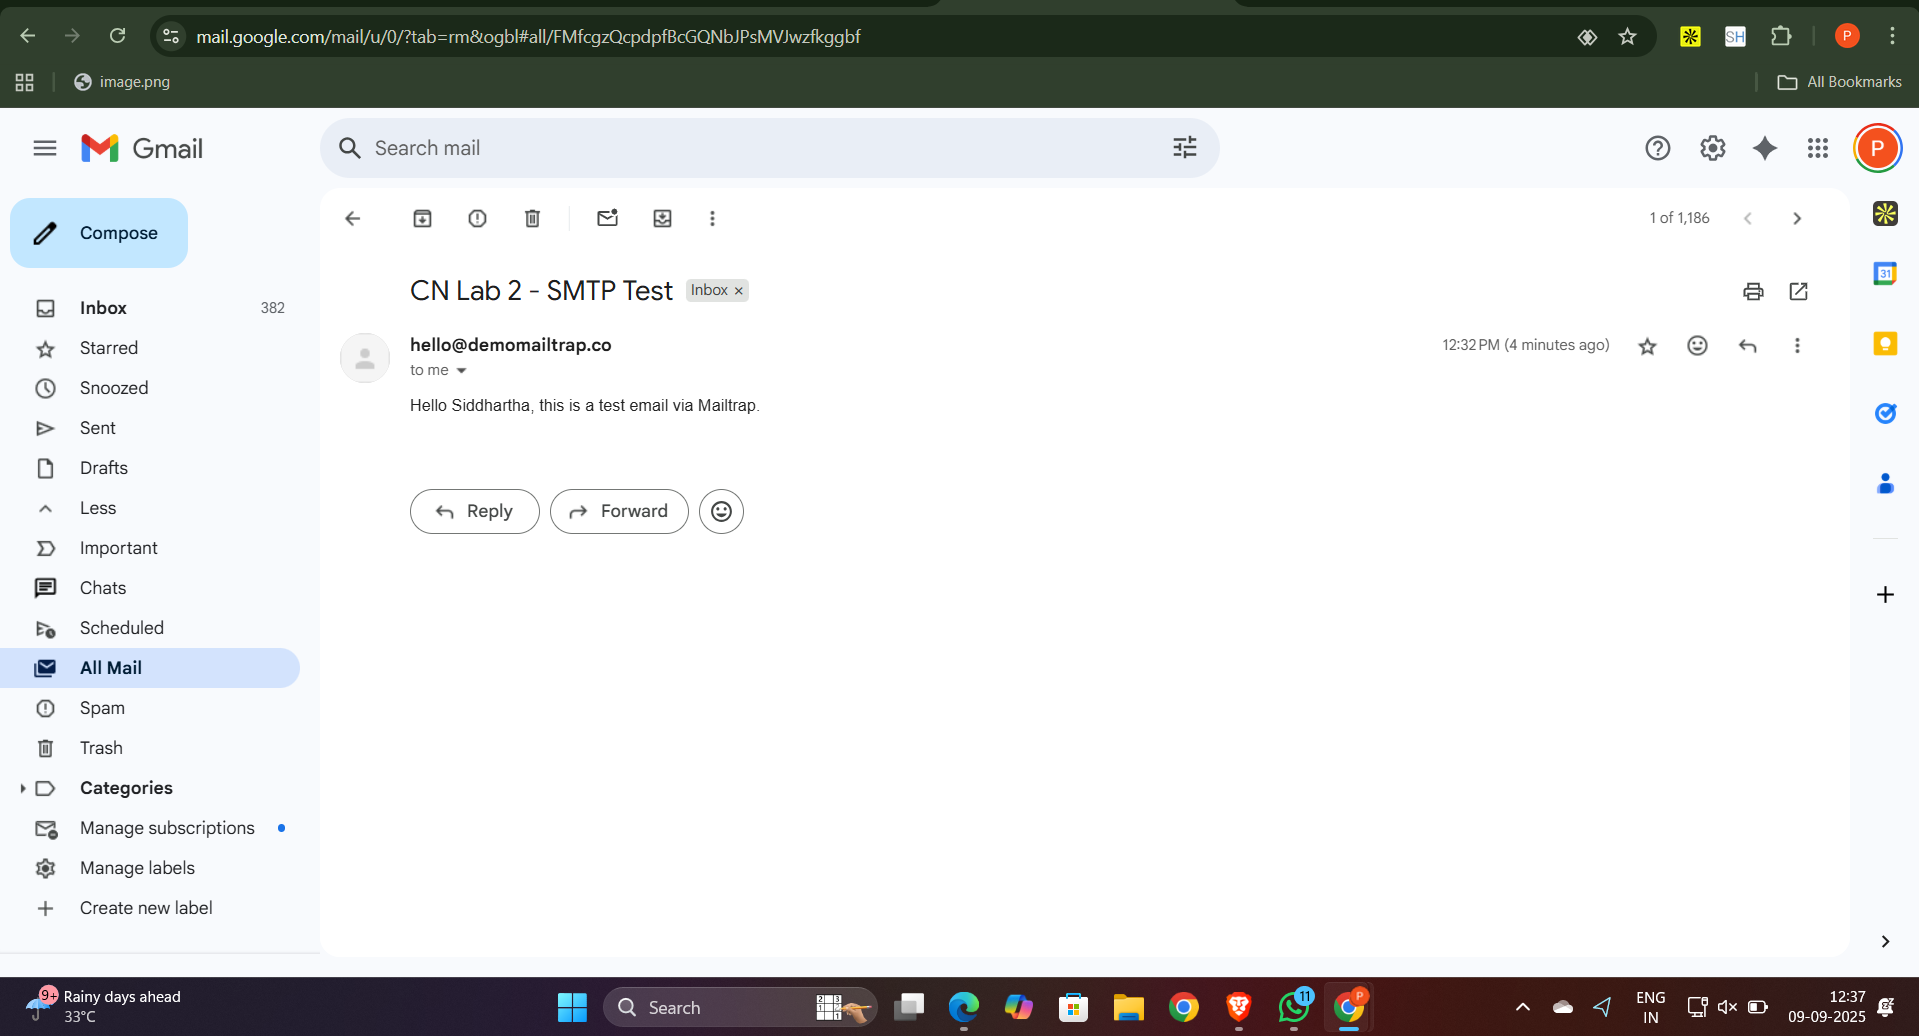 mail.google.com/mail/u/0/?tab=rm&ogbl#all/FMfcgzQcpdpfBcGQNbJPsMVJwzfkggbf
SH
P
image.png
All Bookmarks
Gmail
Search mail
P
Compose
1 of 1,186
31
CN Lab 2 - SMTP Test
Inbox ×
Inbox 382
hello@demomailtrap.co
12:32 PM (4 minutes ago)
to me
Starred
Snoozed
Hello Siddhartha, this is a test email via Mailtrap.
Sent
Drafts
Less
Reply
Forward
Important
Chats
Scheduled
All Mail
Spam
Trash
Categories
Manage subscriptions
Manage labels
Create new label
9+
Rainy days ahead
33°C
Search
11
P
ENG
IN
12:37
09-09-2025